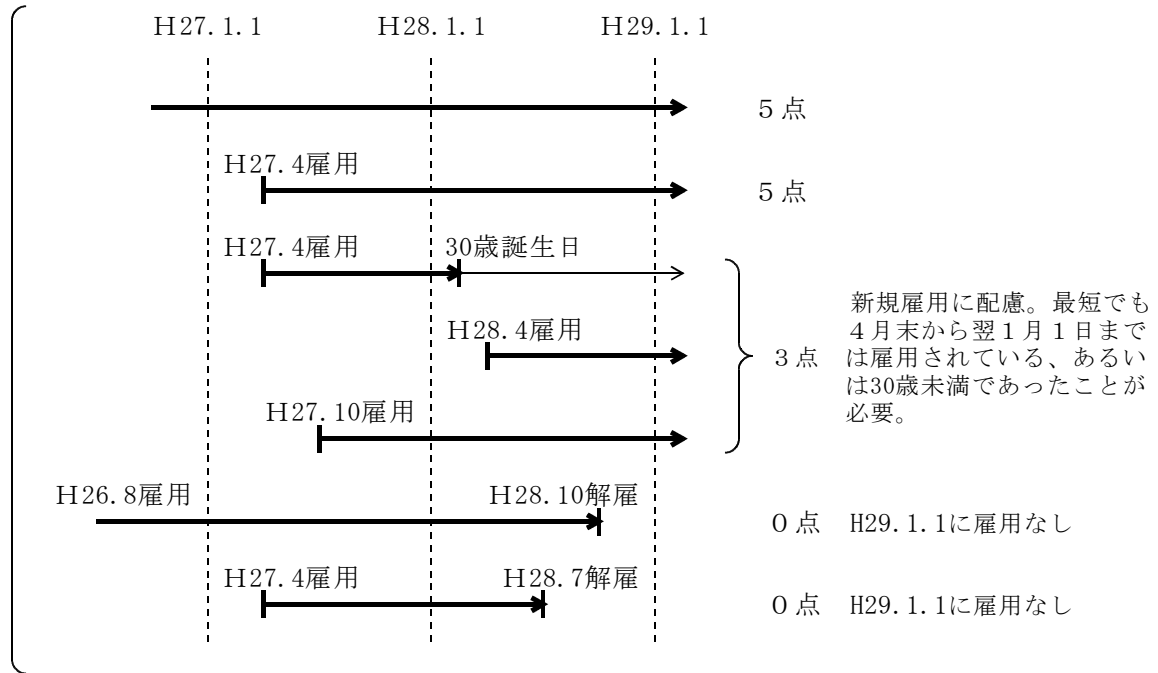 Ｈ27.1.1　Ｈ28.1.1　Ｈ29.1.1
５点
Ｈ27.4雇用
５点
Ｈ27.4雇用　30歳誕生日
Ｈ28.4雇用
Ｈ27.10雇用
３点
新規雇用に配慮。最短でも
４月末から翌１月１日まで
は雇用されている、あるい
は30歳未満であったことが
必要。
Ｈ26.8雇用　Ｈ28.10解雇
０点　H29.1.1に雇用なし
Ｈ27.4雇用　Ｈ28.7解雇
０点　H29.1.1に雇用なし